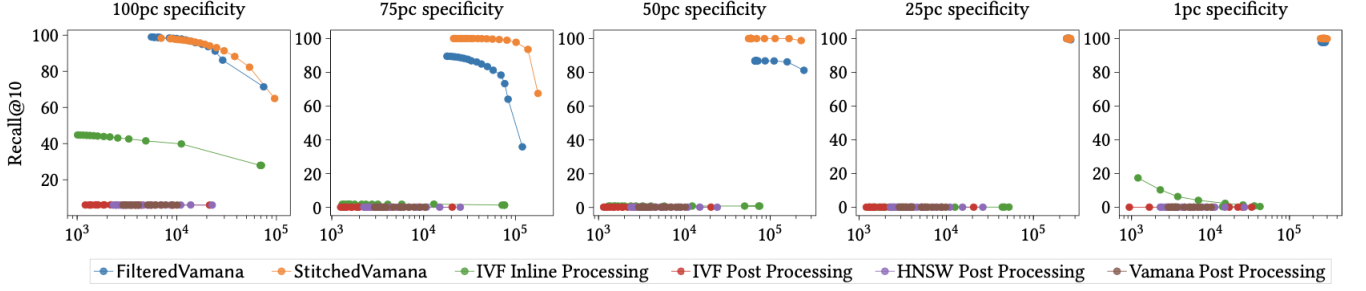 100pc specificity 75pc specificity 50pc specificity 25pc specificity 1pc specificity
Recall@10
100 100 100 100 100
80 80 80 80 80
60 60 60 60 60
40 40 40 40 40
20 20 20 20 20
0 0 0 0
10³ 10⁴ 10⁵ 10³ 10⁴ 10⁵ 10³ 10⁴ 10⁵ 10³ 10⁴ 10⁵ 10³ 10⁴ 10⁵
FilteredVamana StitchedVamana IVF Inline Processing IVF Post Processing HNSW Post Processing Vamana Post Processing